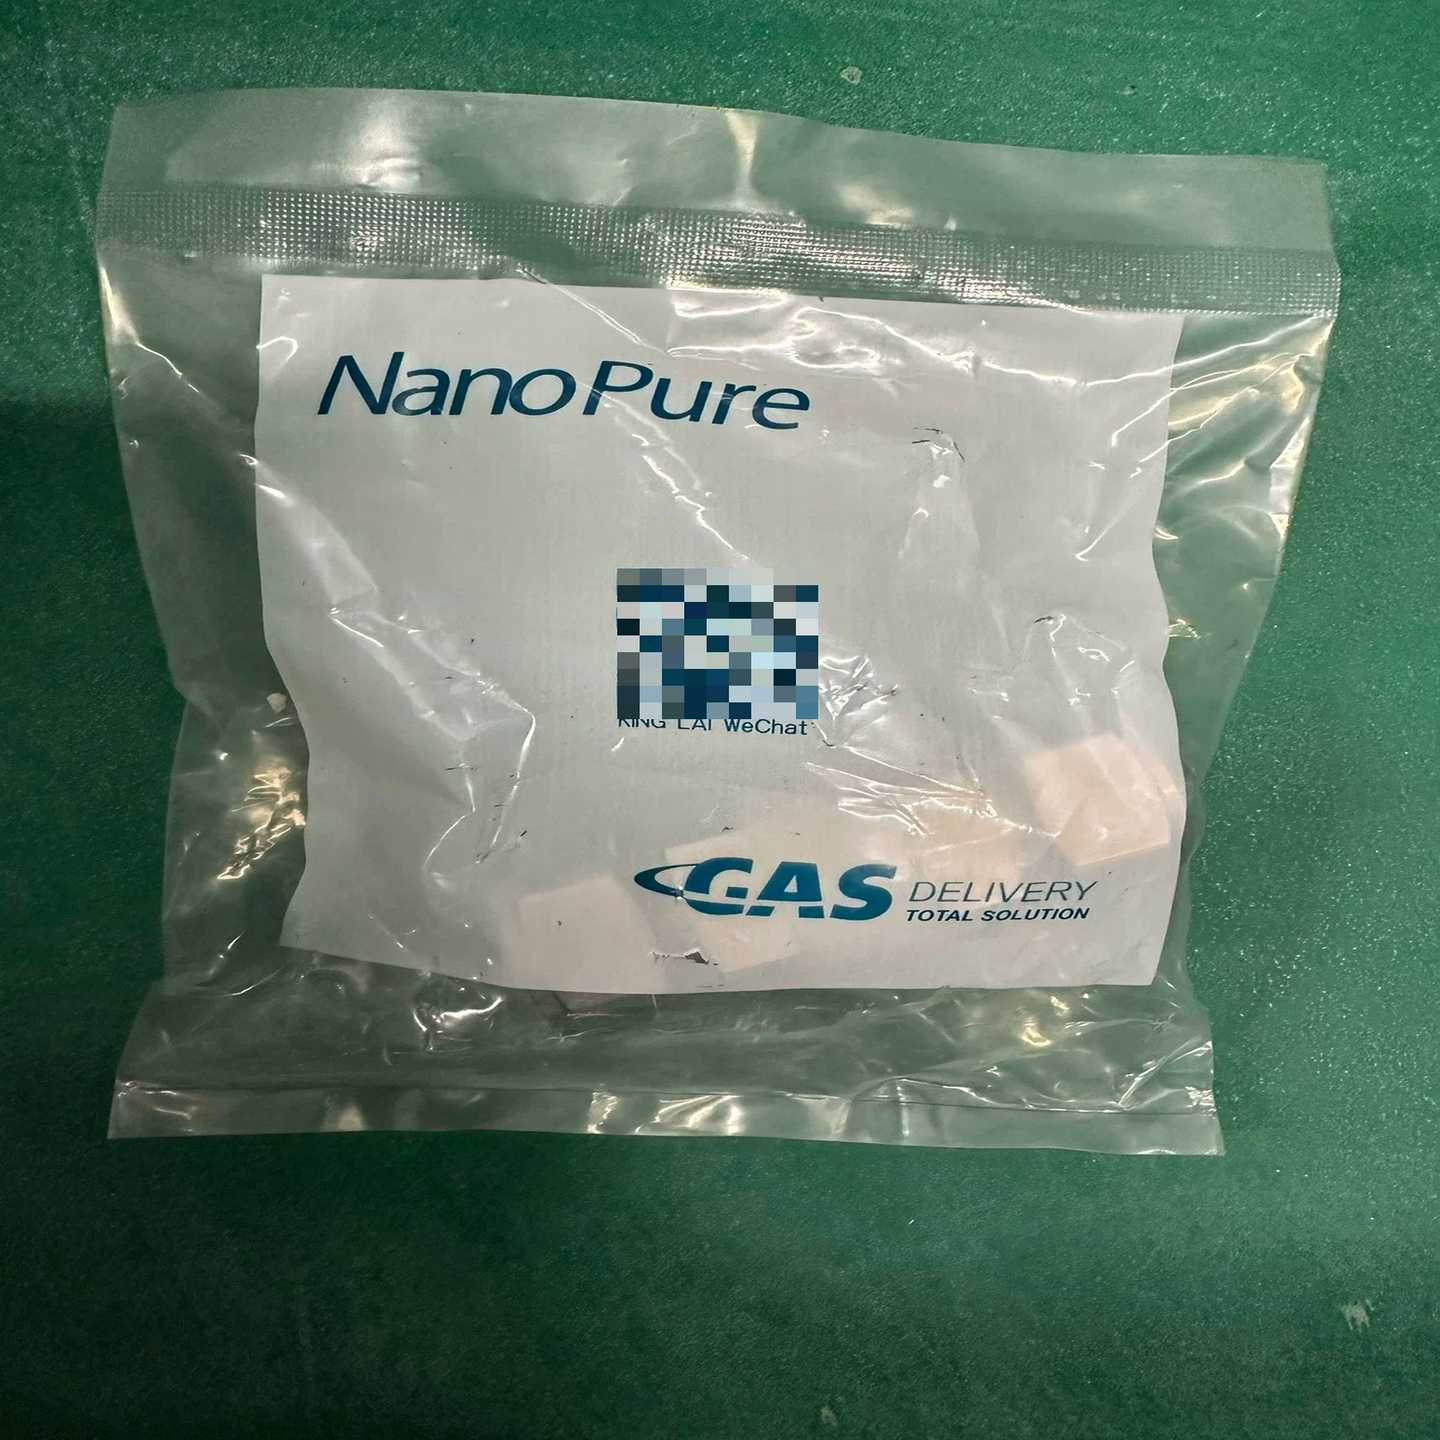 NanoPure
KING LAI WeChat
GAS DELIVERY
TOTAL SOLUTION